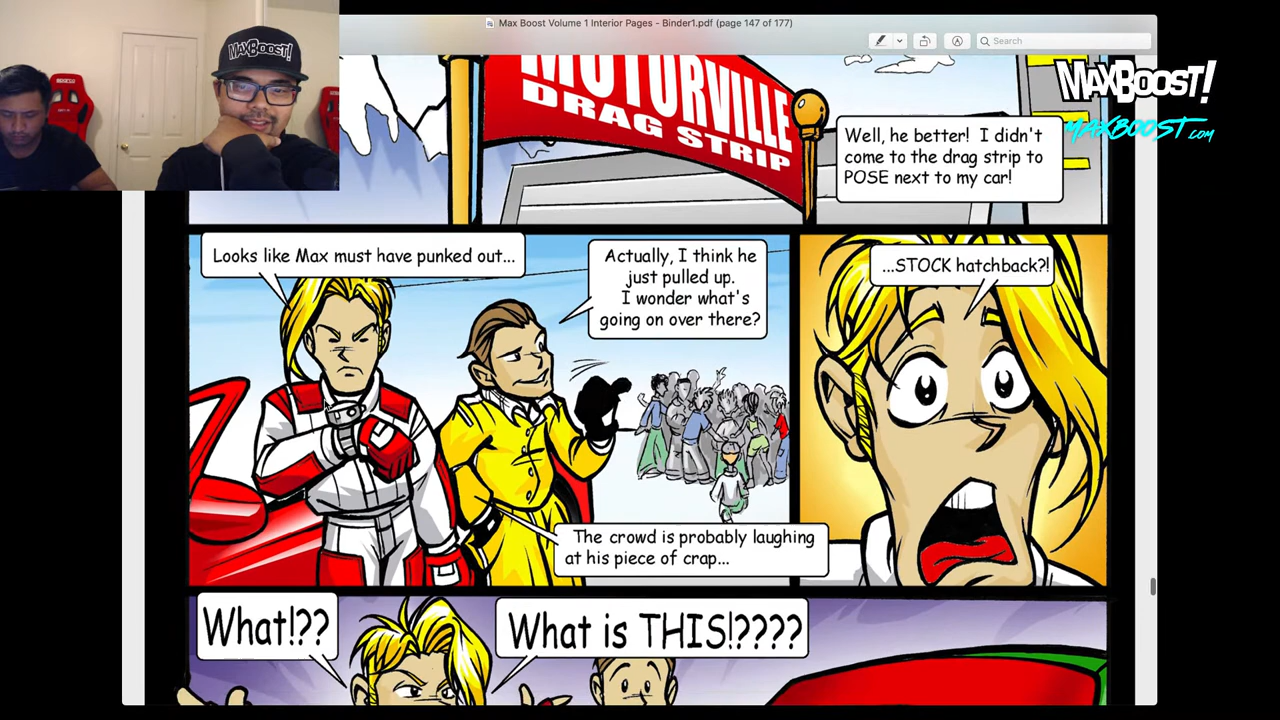 Max Boost Volume 1 Interior Pages - Binder1.pdf (page 147 of 177)
Search
MAXBOOST!
MAXBOOST!
MAXBOOST.COM
MOTORVILLE
DRAG STRIP
Well, he better! I didn't
come to the drag strip to
POSE next to my car!
Looks like Max must have punked out...
Actually, I think he
just pulled up.
I wonder what's
going on over there?
The crowd is probably laughing
at his piece of crap...
...STOCK hatchback?!
What!??
What is THIS!????